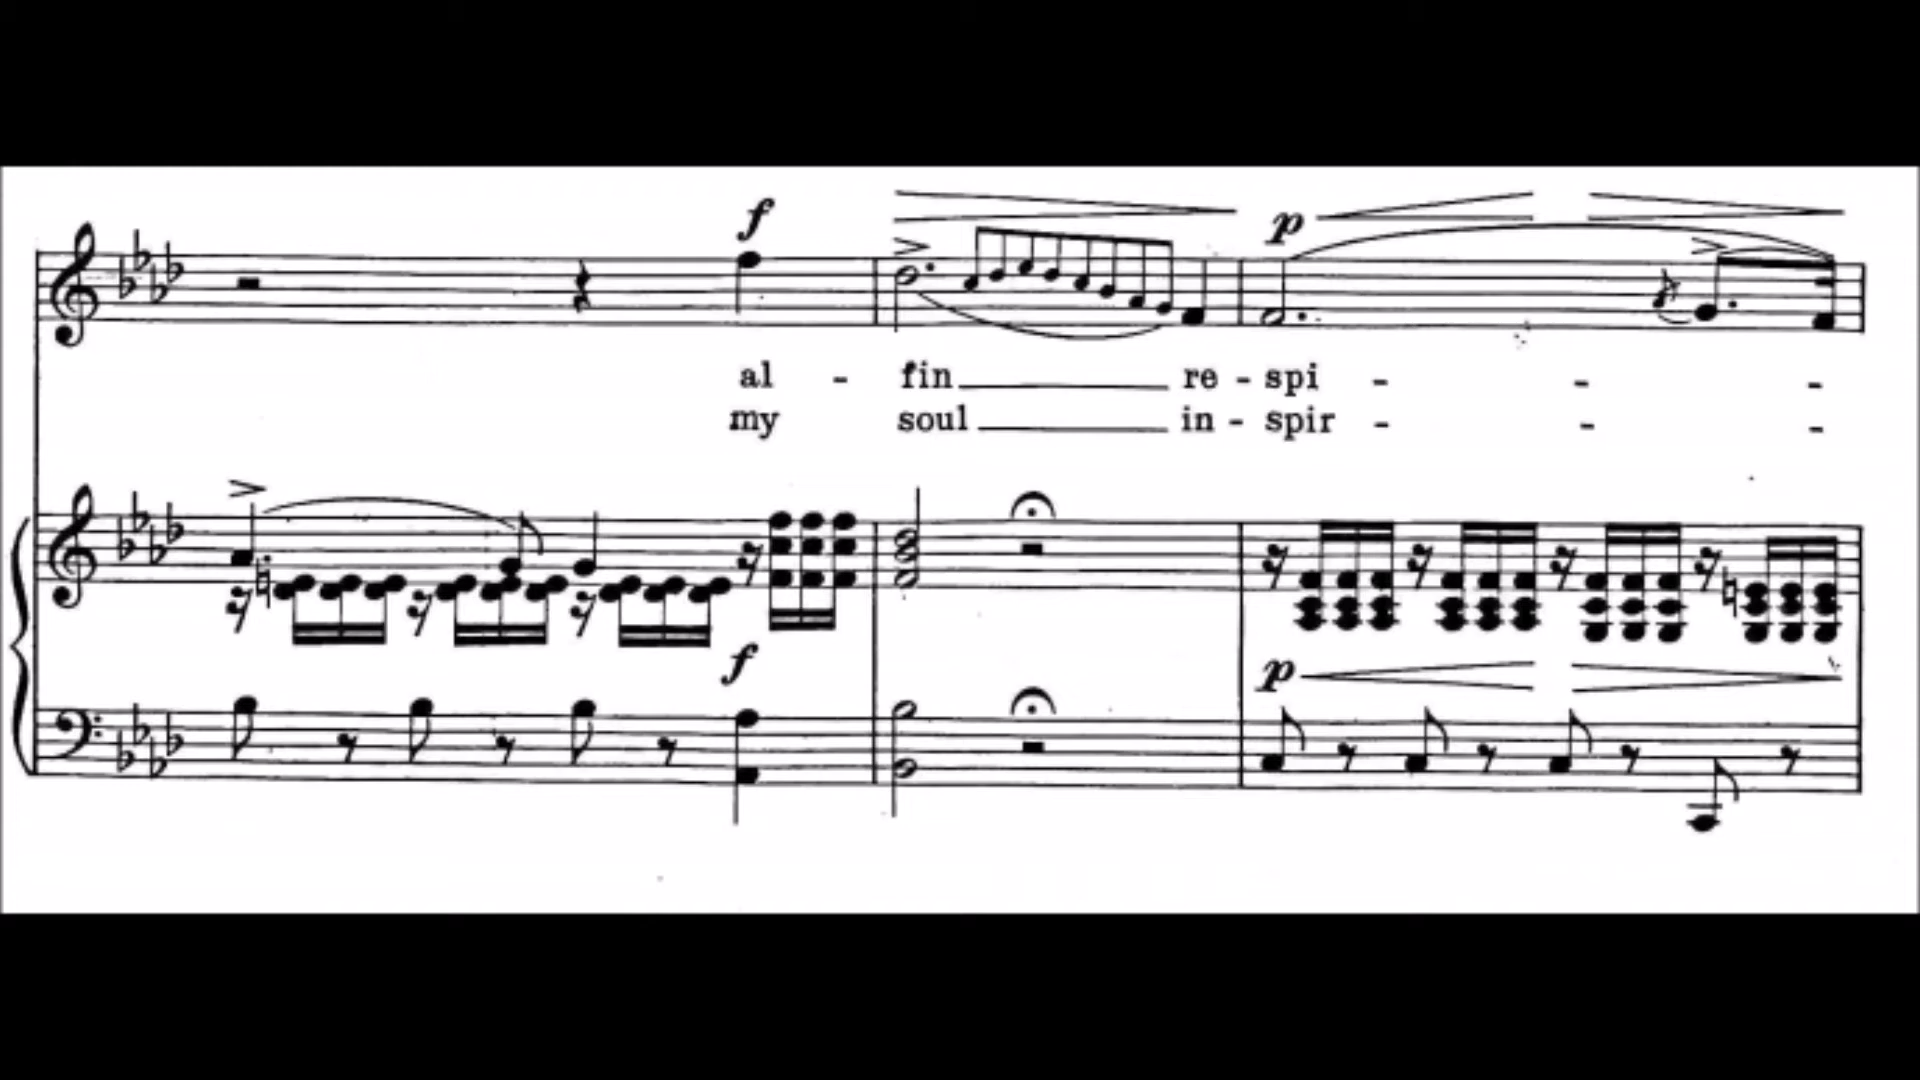 f
p
al - fin re - spi - - -
my soul in - spir - - -
f
p